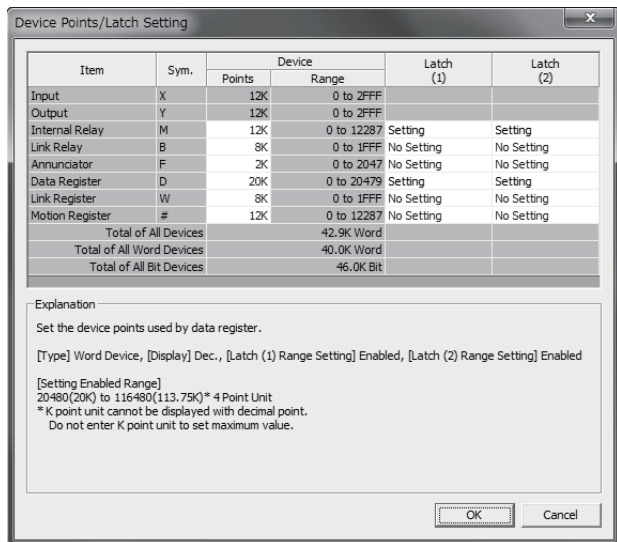 Device Points/Latch Setting
x
Item Sym. Device Latch (1) Latch (2)
Points Range
Input X 12K 0 to 2FFF
Output Y 12K 0 to 2FFF
Internal Relay M 12K 0 to 12287 Setting Setting
Link Relay B 8K 0 to 1FFF No Setting No Setting
Annunciator F 2K 0 to 2047 No Setting No Setting
Data Register D 20K 0 to 20479 Setting Setting
Link Register W 8K 0 to 1FFF No Setting No Setting
Motion Register # 12K 0 to 12287 No Setting No Setting
Total of All Devices 42.9K Word
Total of All Word Devices 40.0K Word
Total of All Bit Devices 46.0K Bit
Explanation
Set the device points used by data register.
[Type] Word Device, [Display] Dec., [Latch (1) Range Setting] Enabled, [Latch (2) Range Setting] Enabled
[Setting Enabled Range]
20480(20K) to 116480(113.75K)* 4 Point Unit
* K point unit cannot be displayed with decimal point.
Do not enter K point unit to set maximum value.
OK Cancel